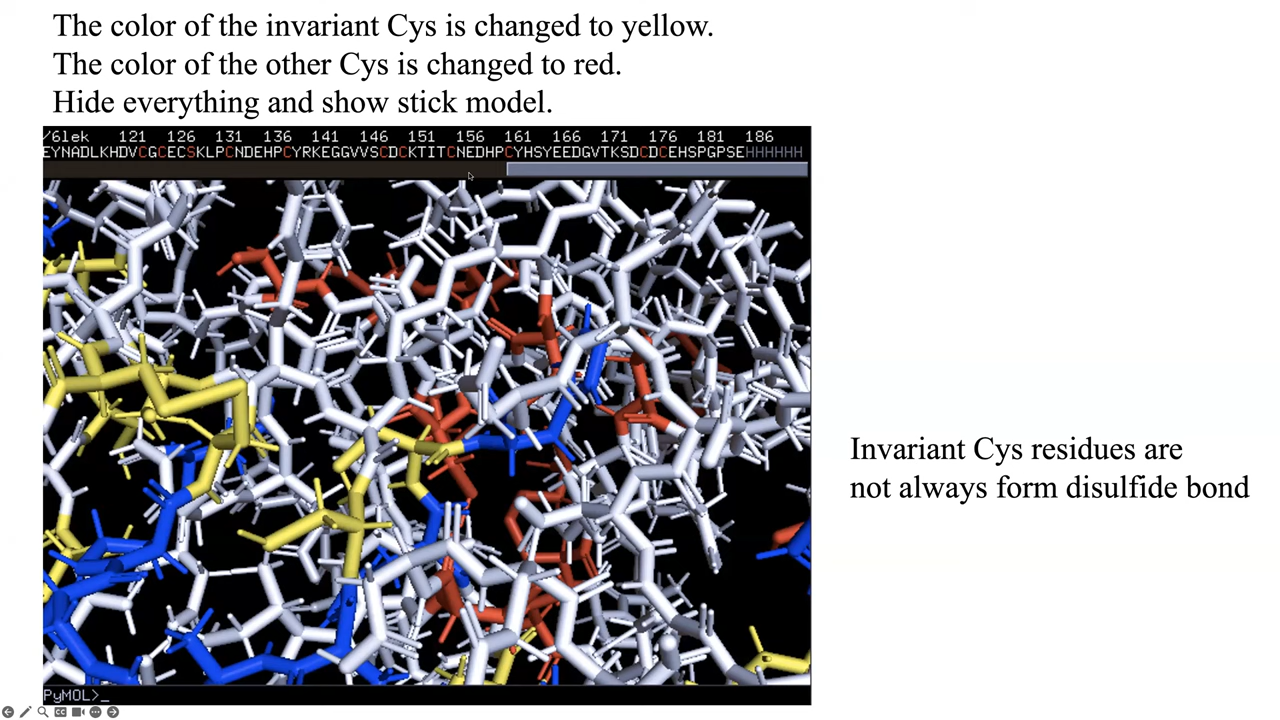 The color of the invariant Cys is changed to yellow.
The color of the other Cys is changed to red.
Hide everything and show stick model.
/6lek 121 126 131 136 141 146 151 156 161 166 171 176 181 186
EYNADLKHDVCGCECSKLPCNDEHPCYRKEGGVVSCDCKTITCNEDHPCYHSYEEDGVTKSDCDCEHSPGPSEHHHHHH
Invariant Cys residues are
not always form disulfide bond
PyMOL>_